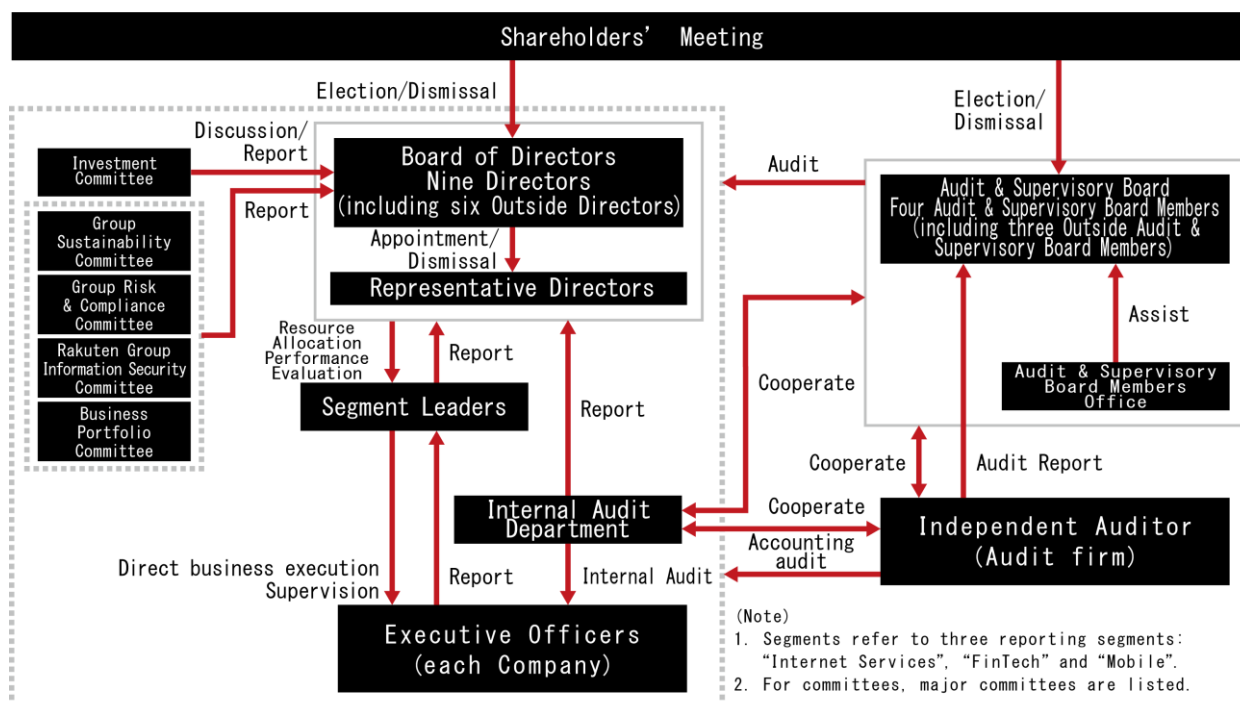 Shareholders’ Meeting
Election/Dismissal
Election/
Dismissal
Discussion/
Report
Investment
Committee
Report
Board of Directors
Nine Directors
(including six Outside Directors)
Audit
Audit & Supervisory Board
Four Audit & Supervisory Board Members
(including three Outside Audit &
Supervisory Board Members)
Group
Sustainability
Committee
Appointment/
Dismissal
Group Risk
& Compliance
Committee
Representative Directors
Rakuten Group
Information Security
Committee
Resource
Allocation
Performance
Evaluation
Report
Assist
Business
Portfolio
Committee
Segment Leaders
Report
Cooperate
Audit & Supervisory
Board Members
Office
Cooperate
Audit Report
Internal Audit
Department
Cooperate
Independent Auditor
(Audit firm)
Accounting
audit
Direct business execution
Supervision
Report
Internal Audit
Executive Officers
(each Company)
(Note)
1. Segments refer to three reporting segments:
“Internet Services”, “FinTech” and “Mobile”.
2. For committees, major committees are listed.